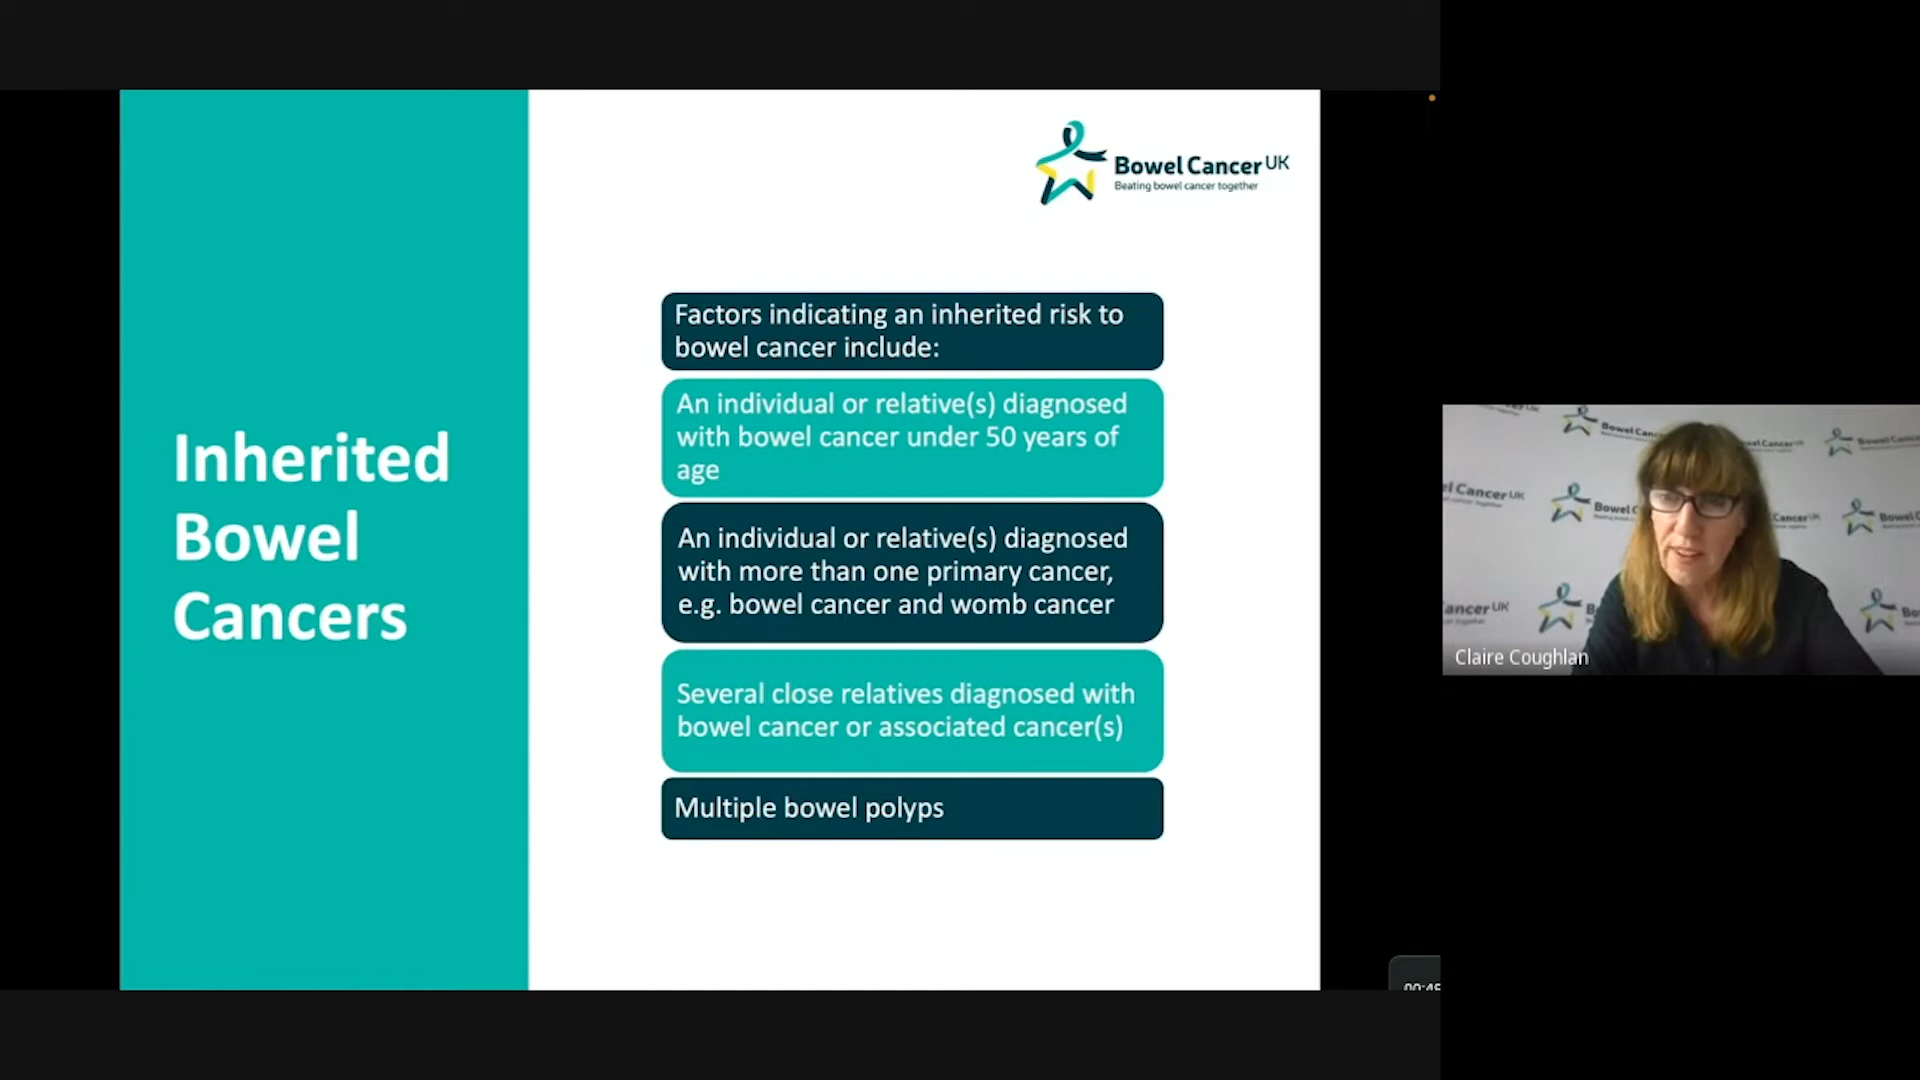 Inherited
Bowel
Cancers
Bowel Cancer UK
Beating bowel cancer together
Factors indicating an inherited risk to
bowel cancer include:
An individual or relative(s) diagnosed
with bowel cancer under 50 years of
age
An individual or relative(s) diagnosed
with more than one primary cancer,
e.g. bowel cancer and womb cancer
Several close relatives diagnosed with
bowel cancer or associated cancer(s)
Multiple bowel polyps
Claire Coughlan